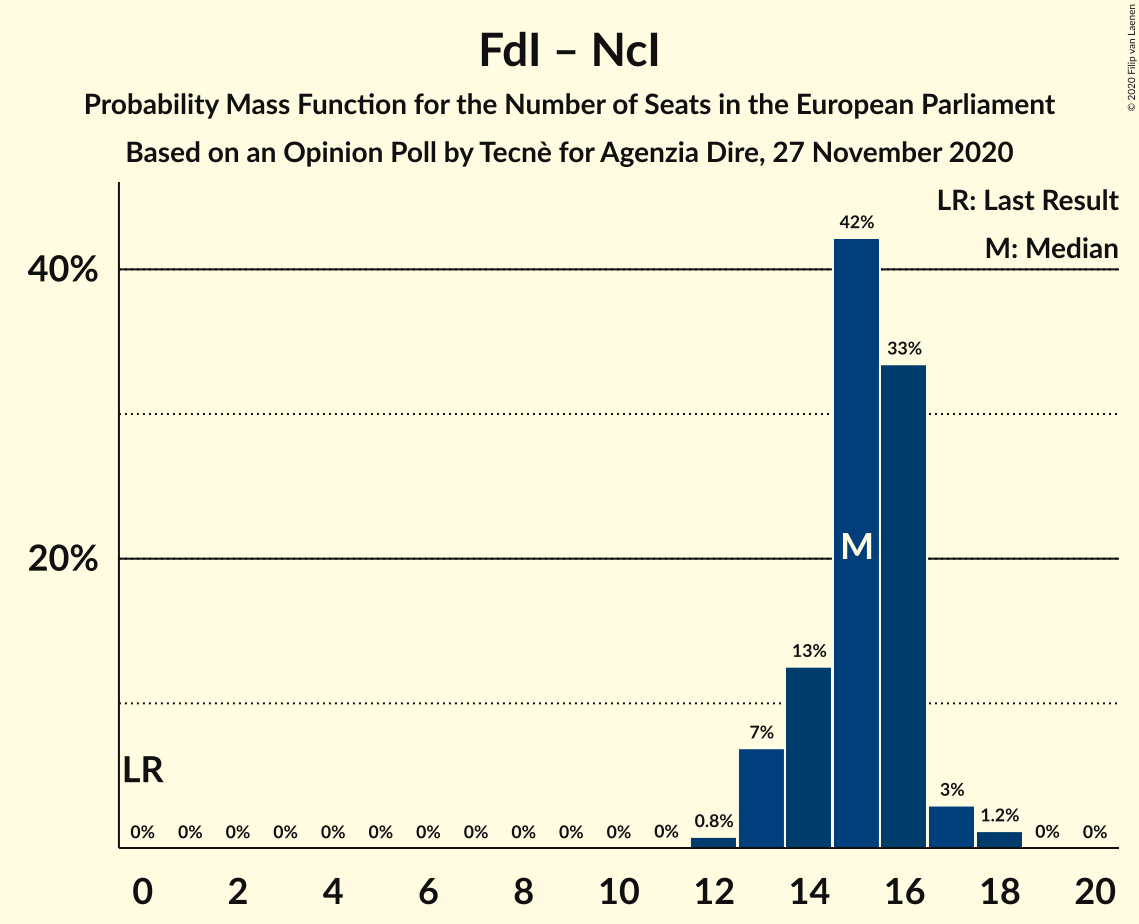 FdI – NcI
Probability Mass Function for the Number of Seats in the European Parliament
Based on an Opinion Poll by Tecnè for Agenzia Dire, 27 November 2020
© 2020 Filip van Laenen
LR: Last Result
M: Median
40%
20%
42%
33%
M
13%
7%
LR
3%
0% 0% 0% 0% 0% 0% 0% 0% 0% 0% 0% 0% 0.8% 1.2% 0% 0%
0 2 4 6 8 10 12 14 16 18 20